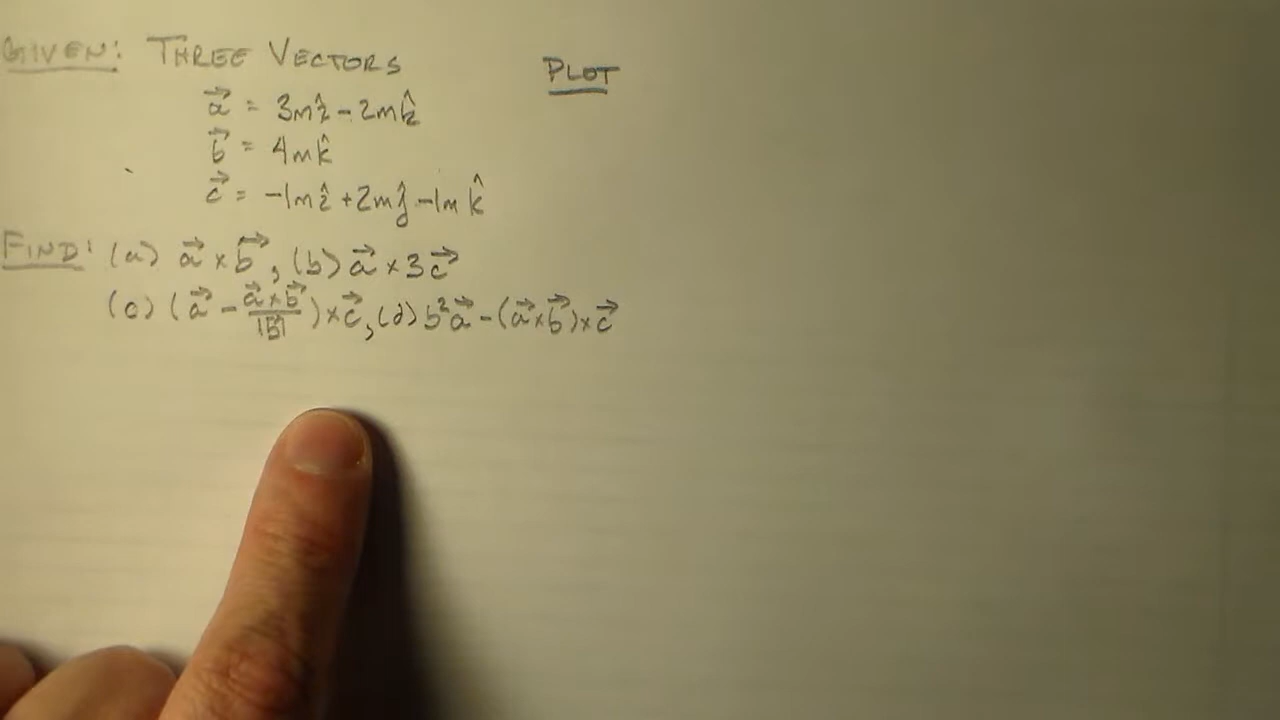 GIVEN: THREE VECTORS
PLOT
a⃗ = 3m î - 2m k̂
b⃗ = 4m k̂
c⃗ = -1m î + 2m ĵ - 1m k̂
FIND: (a) a⃗ × b⃗, (b) a⃗ × 3c⃗
(c) (a⃗ - (a⃗ × b⃗)/|b⃗|) × c⃗, (d) b²a⃗ - (a⃗ × b⃗) × c⃗